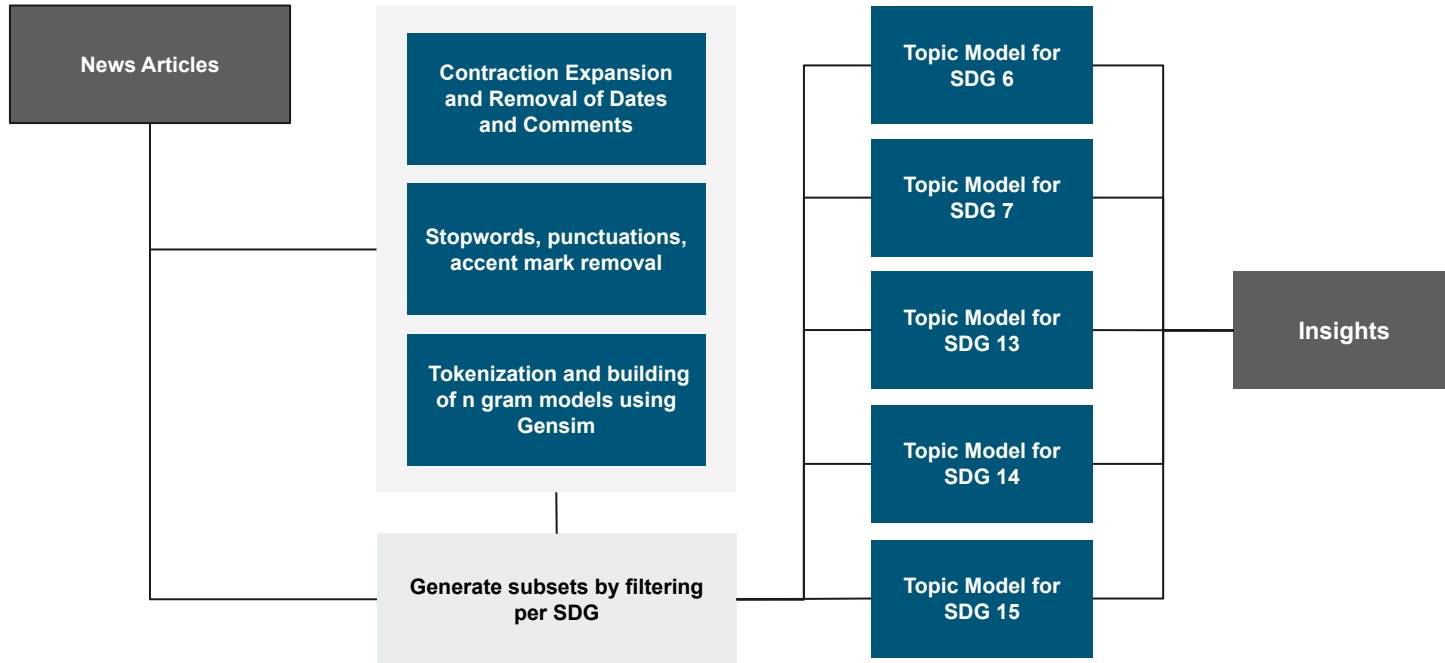 News Articles
Contraction Expansion
and Removal of Dates
and Comments
Stopwords, punctuations,
accent mark removal
Tokenization and building
of n gram models using
Gensim
Generate subsets by filtering
per SDG
Topic Model for
SDG 6
Topic Model for
SDG 7
Topic Model for
SDG 13
Topic Model for
SDG 14
Topic Model for
SDG 15
Insights